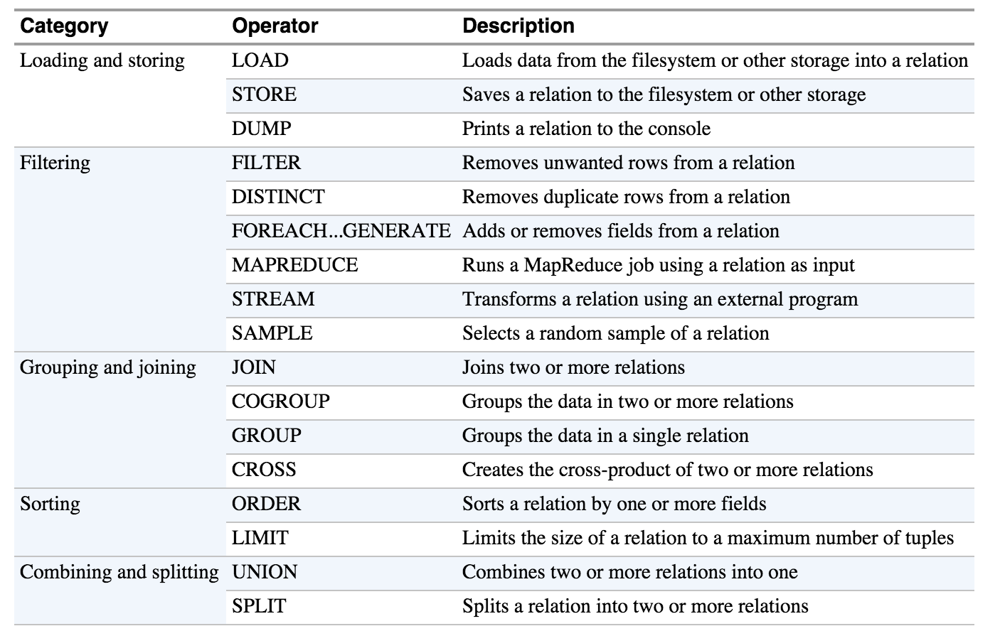 Category Operator Description
Loading and storing LOAD Loads data from the filesystem or other storage into a relation
STORE Saves a relation to the filesystem or other storage
DUMP Prints a relation to the console
Filtering FILTER Removes unwanted rows from a relation
DISTINCT Removes duplicate rows from a relation
FOREACH...GENERATE Adds or removes fields from a relation
MAPREDUCE Runs a MapReduce job using a relation as input
STREAM Transforms a relation using an external program
SAMPLE Selects a random sample of a relation
Grouping and joining JOIN Joins two or more relations
COGROUP Groups the data in two or more relations
GROUP Groups the data in a single relation
CROSS Creates the cross-product of two or more relations
Sorting ORDER Sorts a relation by one or more fields
LIMIT Limits the size of a relation to a maximum number of tuples
Combining and splitting UNION Combines two or more relations into one
SPLIT Splits a relation into two or more relations